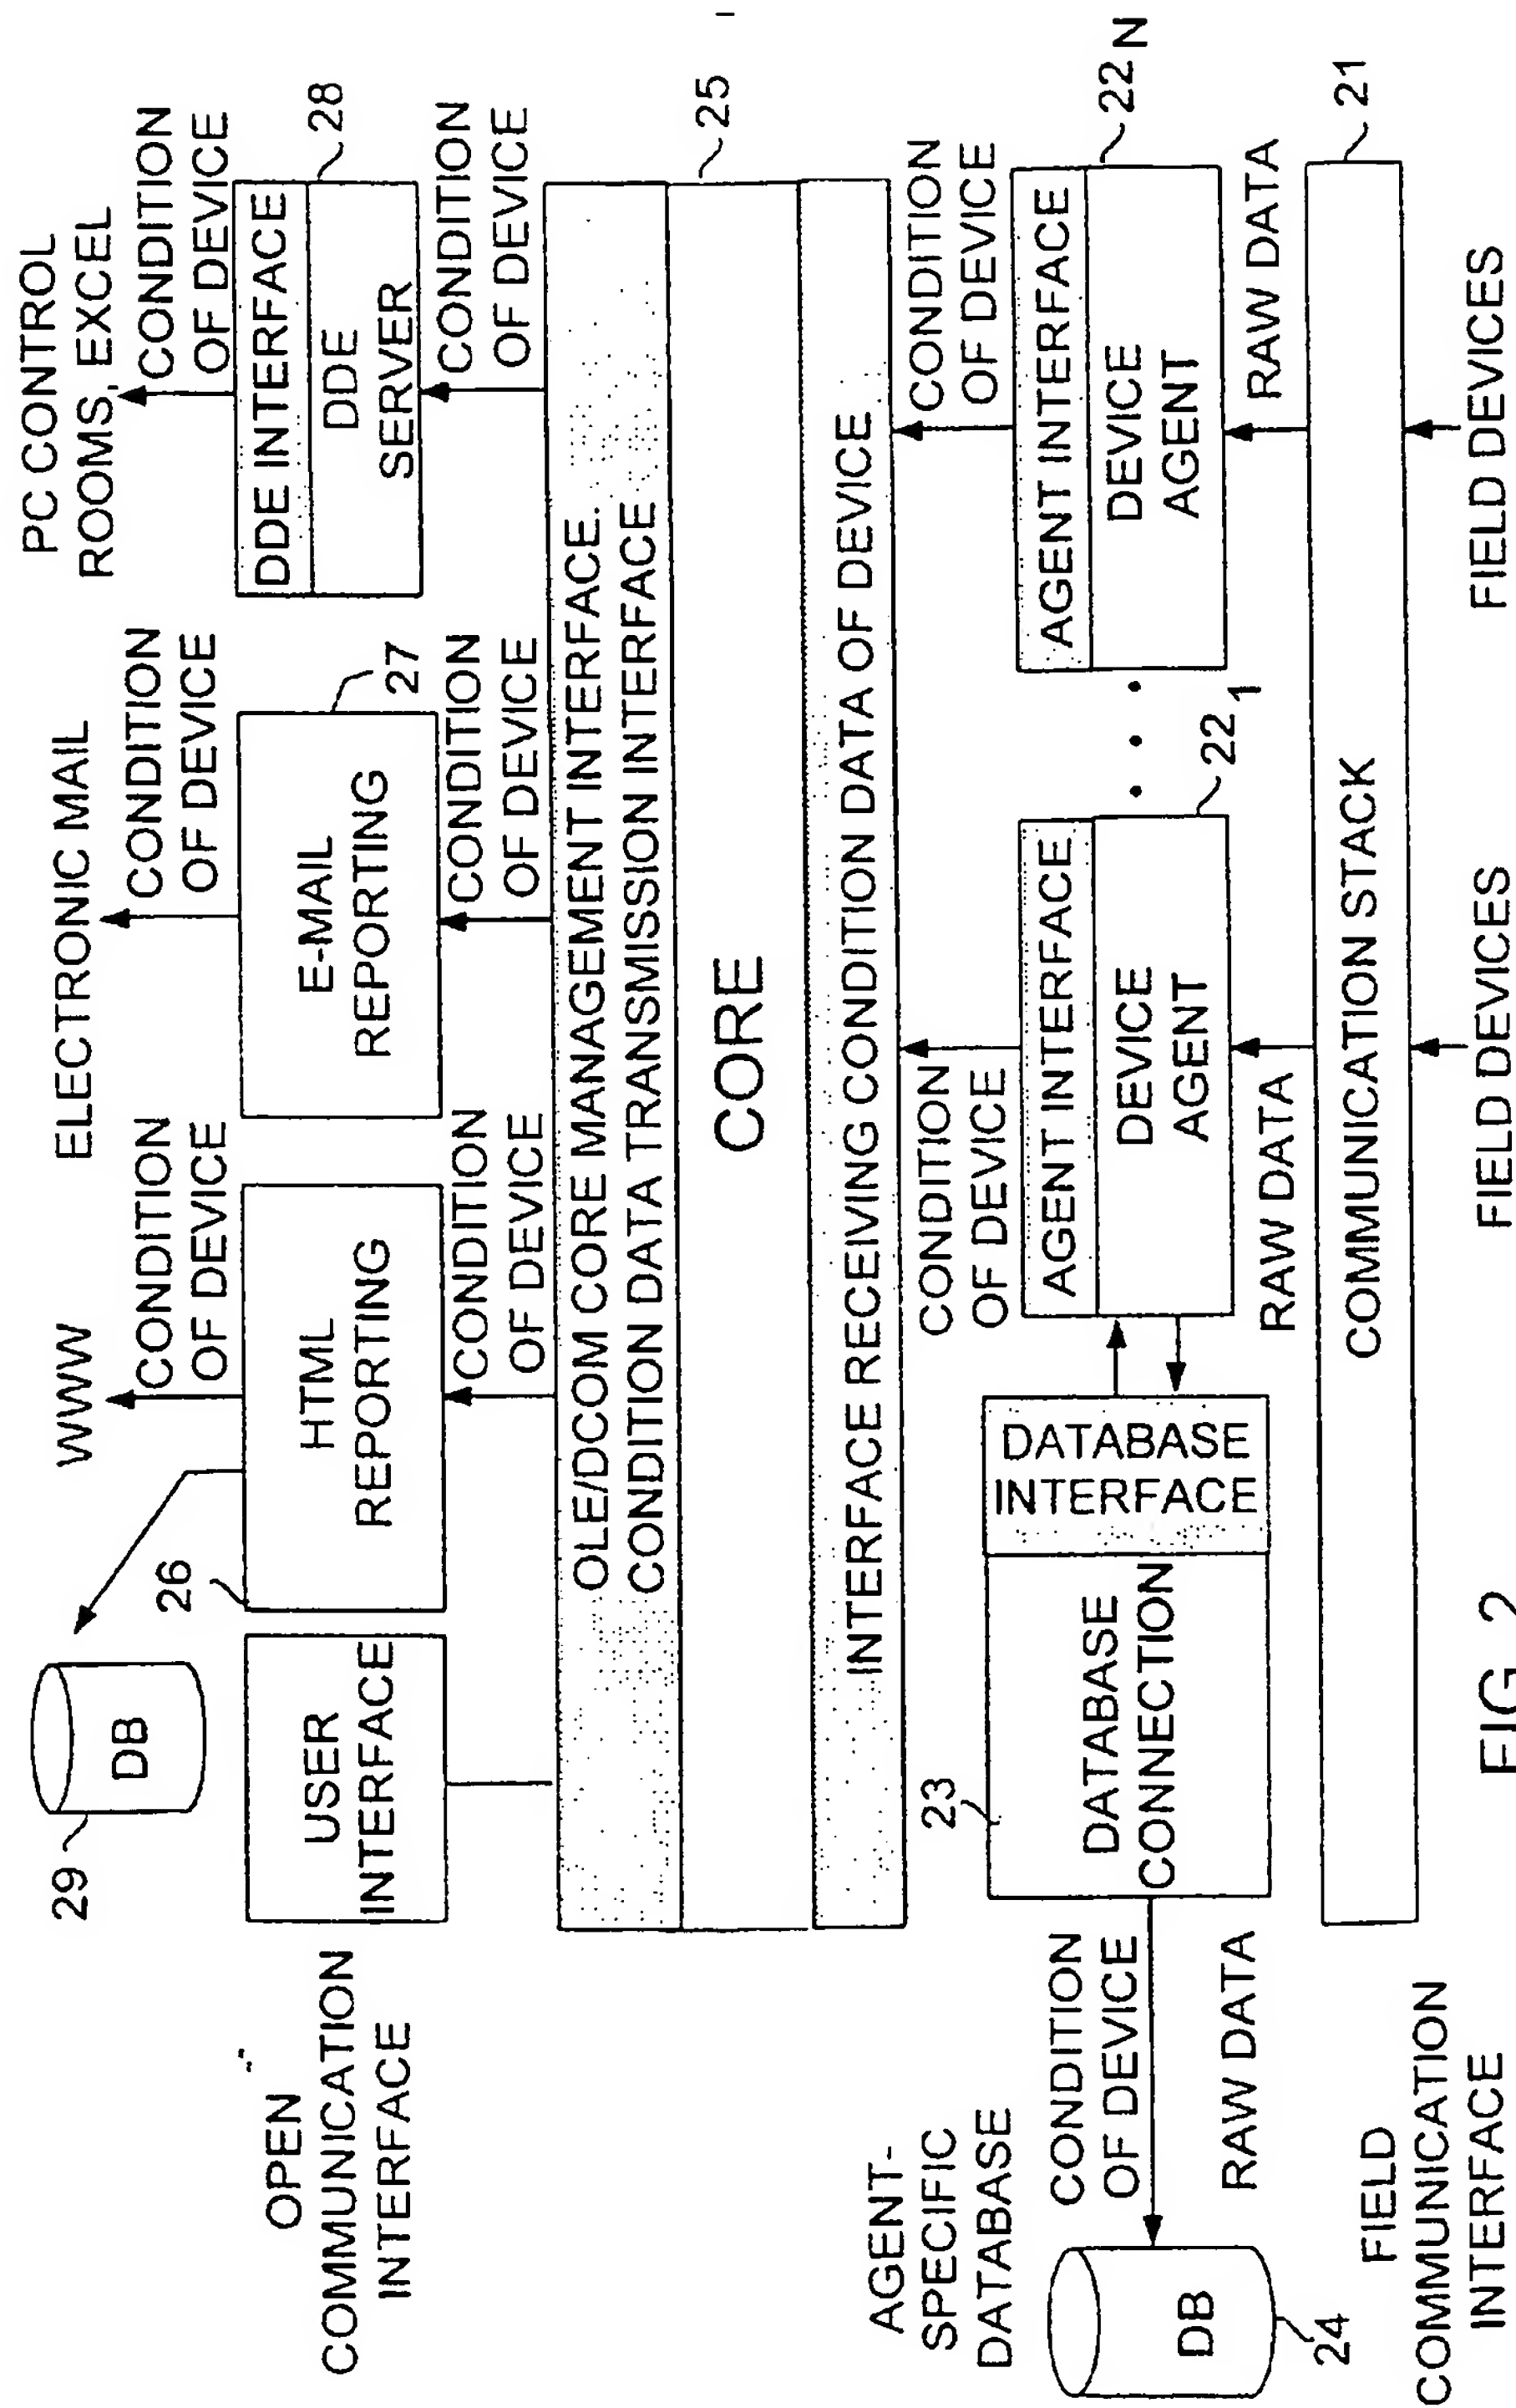 29
DB
WWW
ELECTRONIC MAIL
PC CONTROL
ROOMS, EXCEL
CONDITION
OF DEVICE
CONDITION
OF DEVICE
CONDITION
OF DEVICE
OPEN
COMMUNICATION
INTERFACE
USER
INTERFACE
26
HTML
REPORTING
E-MAIL
REPORTING
27
DDE INTERFACE
DDE
SERVER
28
CONDITION
OF DEVICE
CONDITION
OF DEVICE
CONDITION
OF DEVICE
OLE/DCOM CORE MANAGEMENT INTERFACE.
CONDITION DATA TRANSMISSION INTERFACE
CORE
25
INTERFACE RECEIVING CONDITION DATA OF DEVICE
AGENT-
SPECIFIC
DATABASE
23
CONDITION
OF DEVICE
CONDITION
OF DEVICE
CONDITION
OF DEVICE
RAW DATA
DB
24
DATABASE
CONNECTION
DATABASE
INTERFACE
AGENT INTERFACE
DEVICE
AGENT
22 1
• • •
AGENT INTERFACE
DEVICE
AGENT
22 N
RAW DATA
RAW DATA
COMMUNICATION STACK
21
FIELD
COMMUNICATION
INTERFACE
FIELD DEVICES
FIELD DEVICES
FIG. 2